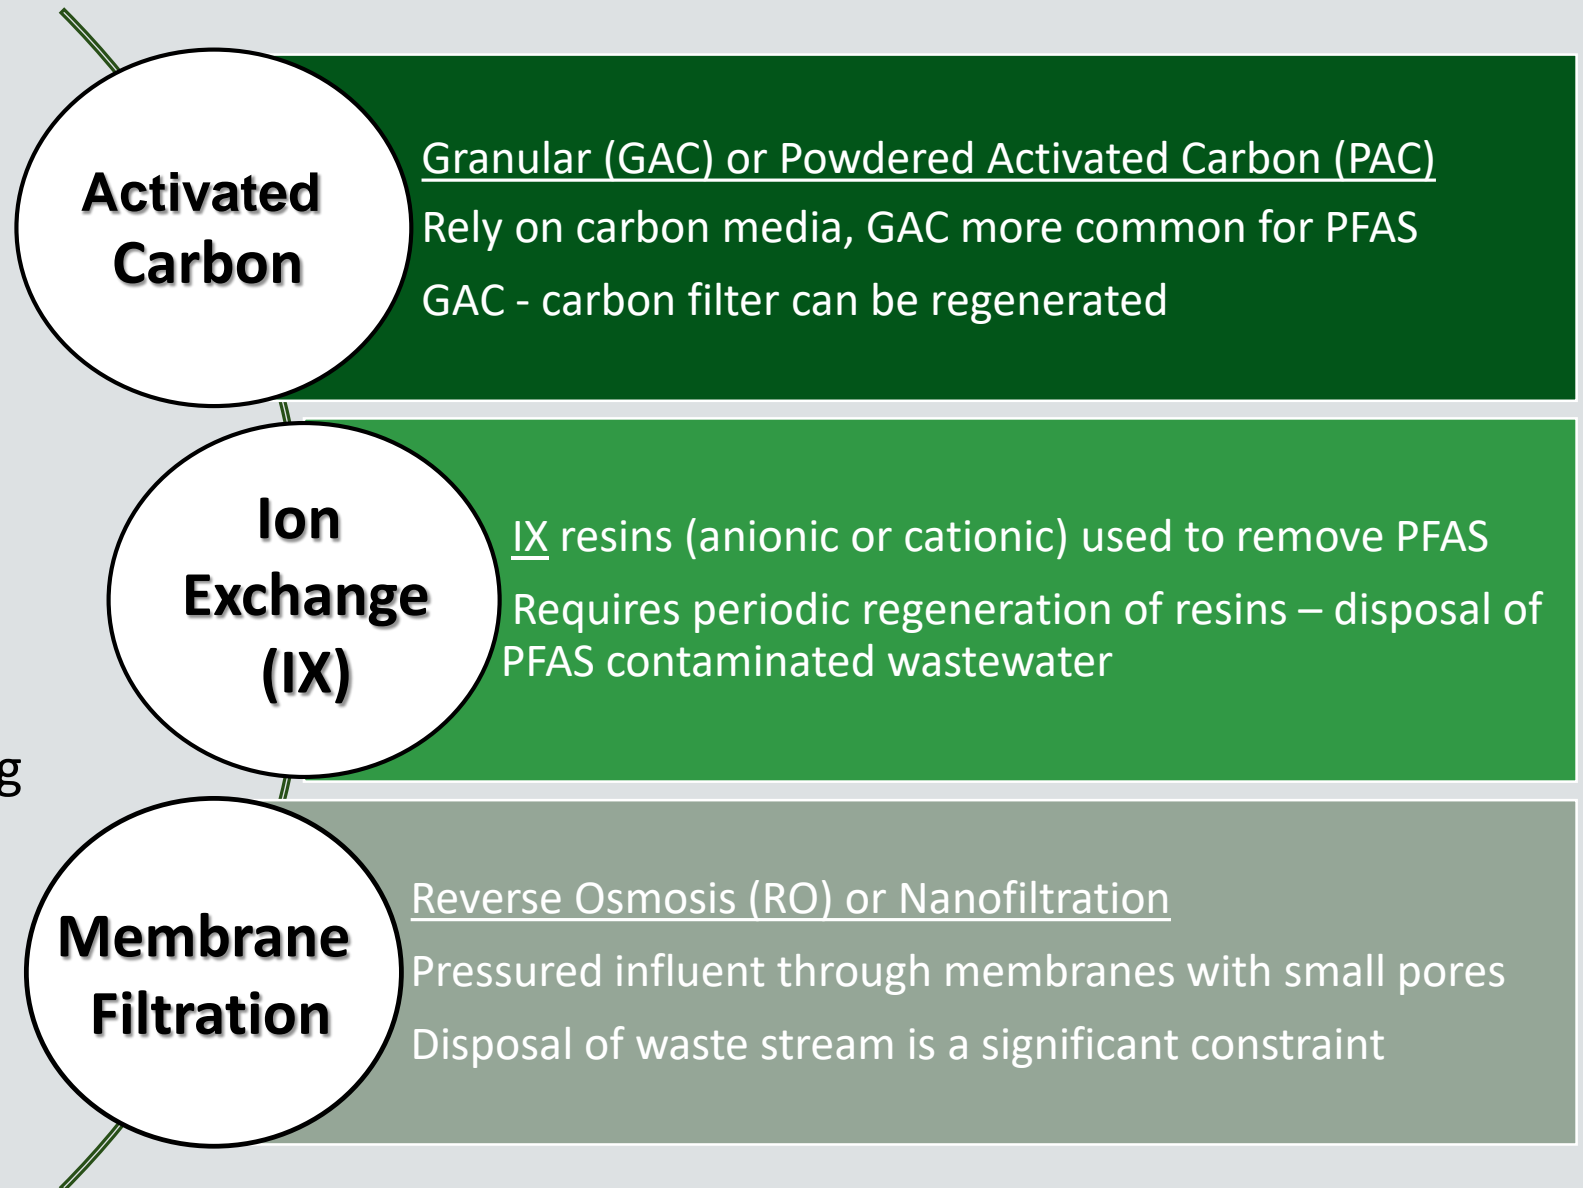 Activated
Carbon
Granular (GAC) or Powdered Activated Carbon (PAC)
Rely on carbon media, GAC more common for PFAS
GAC - carbon filter can be regenerated
Ion
Exchange
(IX)
IX resins (anionic or cationic) used to remove PFAS
Requires periodic regeneration of resins – disposal of
PFAS contaminated wastewater
g
Membrane
Filtration
Reverse Osmosis (RO) or Nanofiltration
Pressured influent through membranes with small pores
Disposal of waste stream is a significant constraint